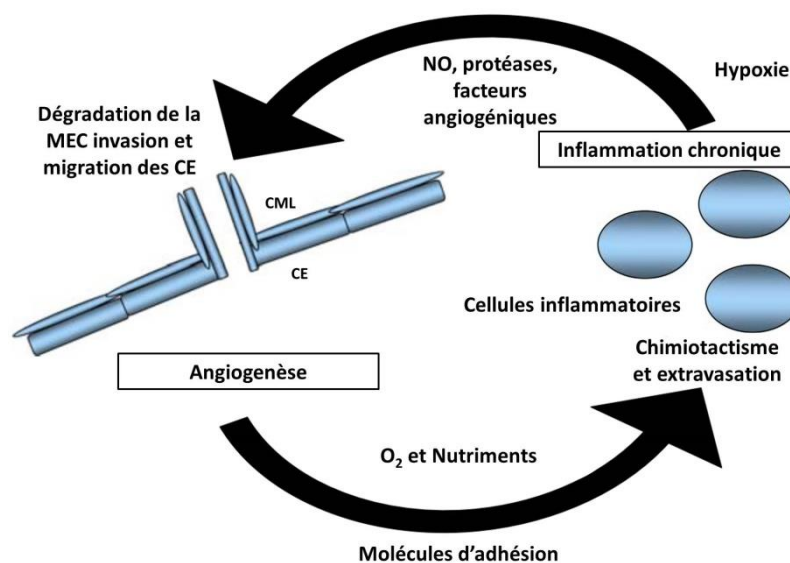 NO, protéases,
facteurs
angiogéniques
Hypoxie
Dégradation de la
MEC invasion et
migration des CE
Inflammation chronique
CML
CE
Cellules inflammatoires
Chimiotactisme
et extravasation
Angiogenèse
O₂ et Nutriments
Molécules d’adhésion